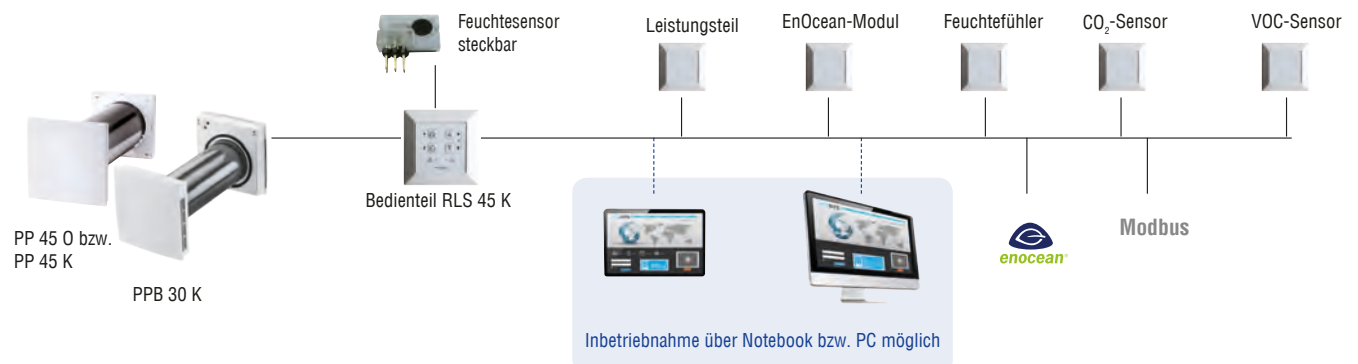 Feuchtesensor
steckbar
Leistungsteil
EnOcean-Modul
Feuchtefühler
CO₂-Sensor
VOC-Sensor
Bedienteil RLS 45 K
PP 45 O bzw.
PP 45 K
PPB 30 K
enocean®
Modbus
Inbetriebnahme über Notebook bzw. PC möglich